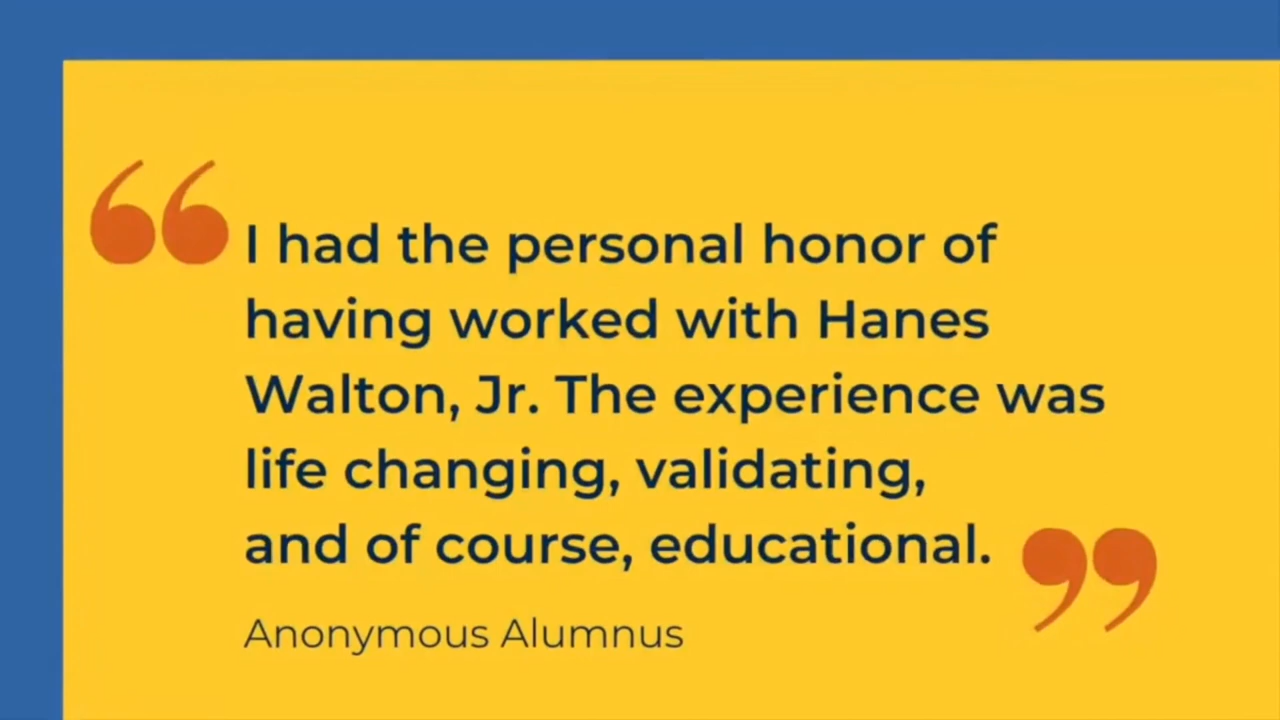 “I had the personal honor of
having worked with Hanes
Walton, Jr. The experience was
life changing, validating,
and of course, educational.”
Anonymous Alumnus